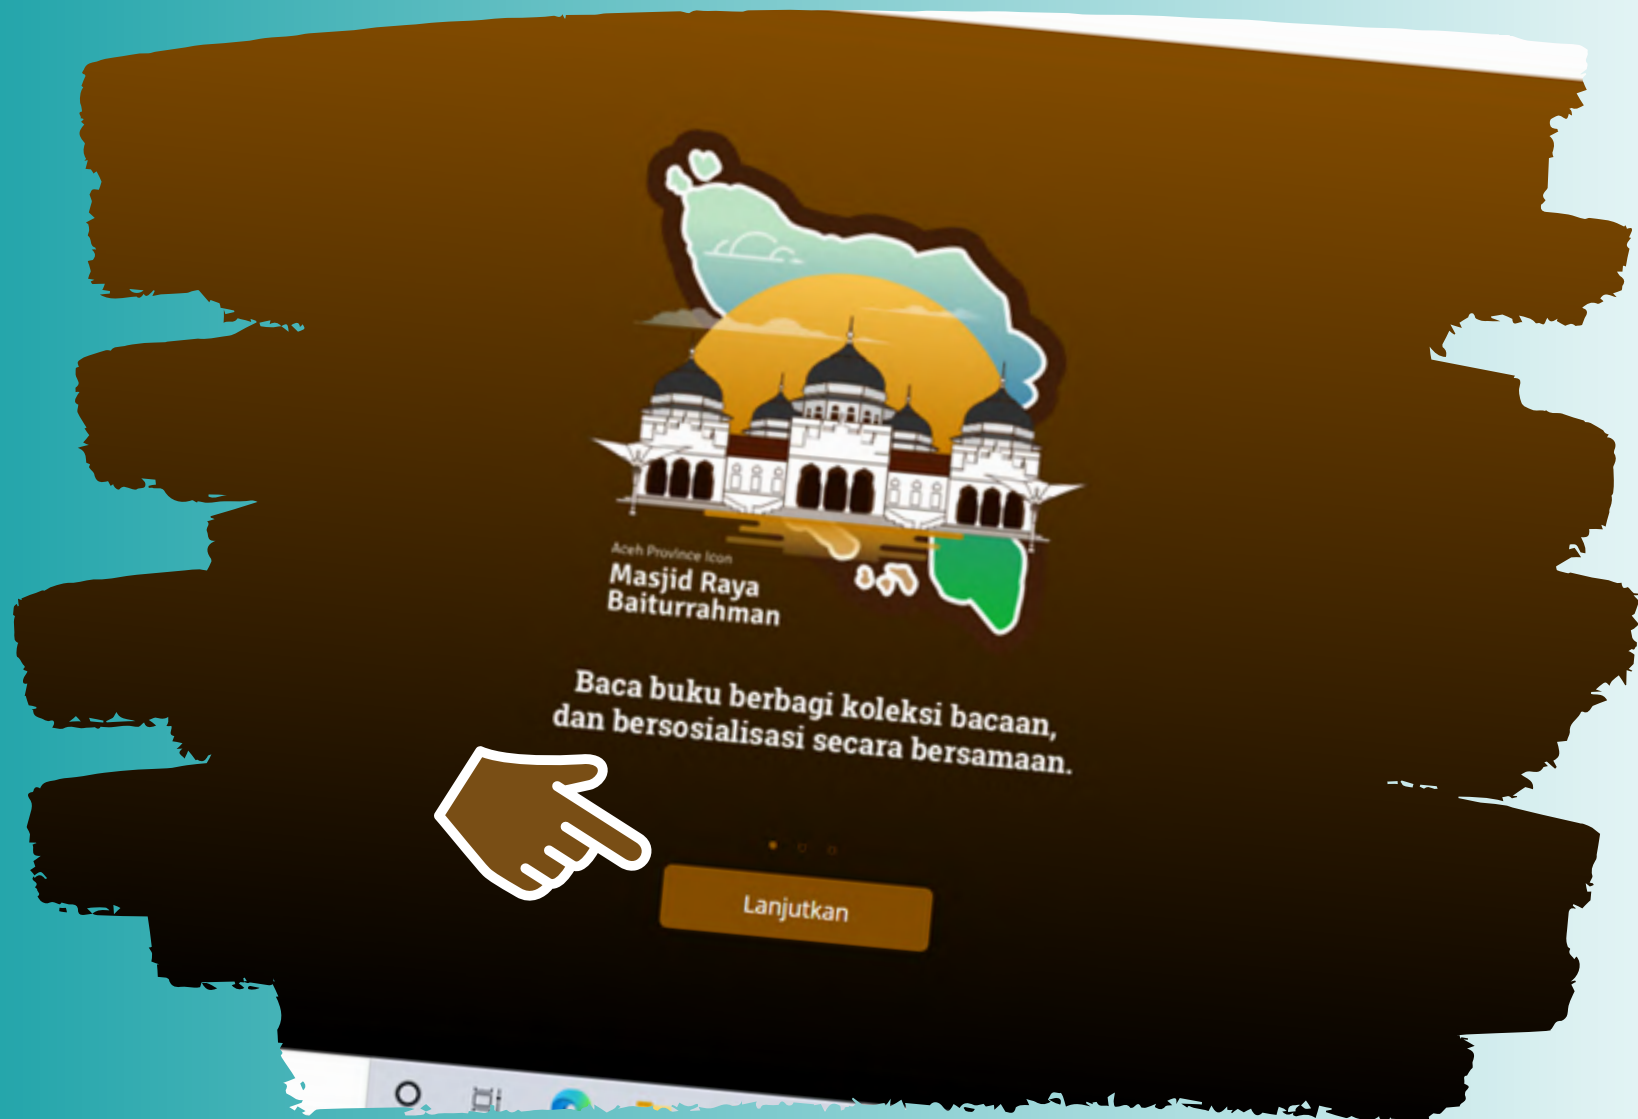 Aceh Province Icon
Masjid Raya
Baiturrahman
Baca buku berbagi koleksi bacaan,
dan bersosialisasi secara bersamaan.
Lanjutkan